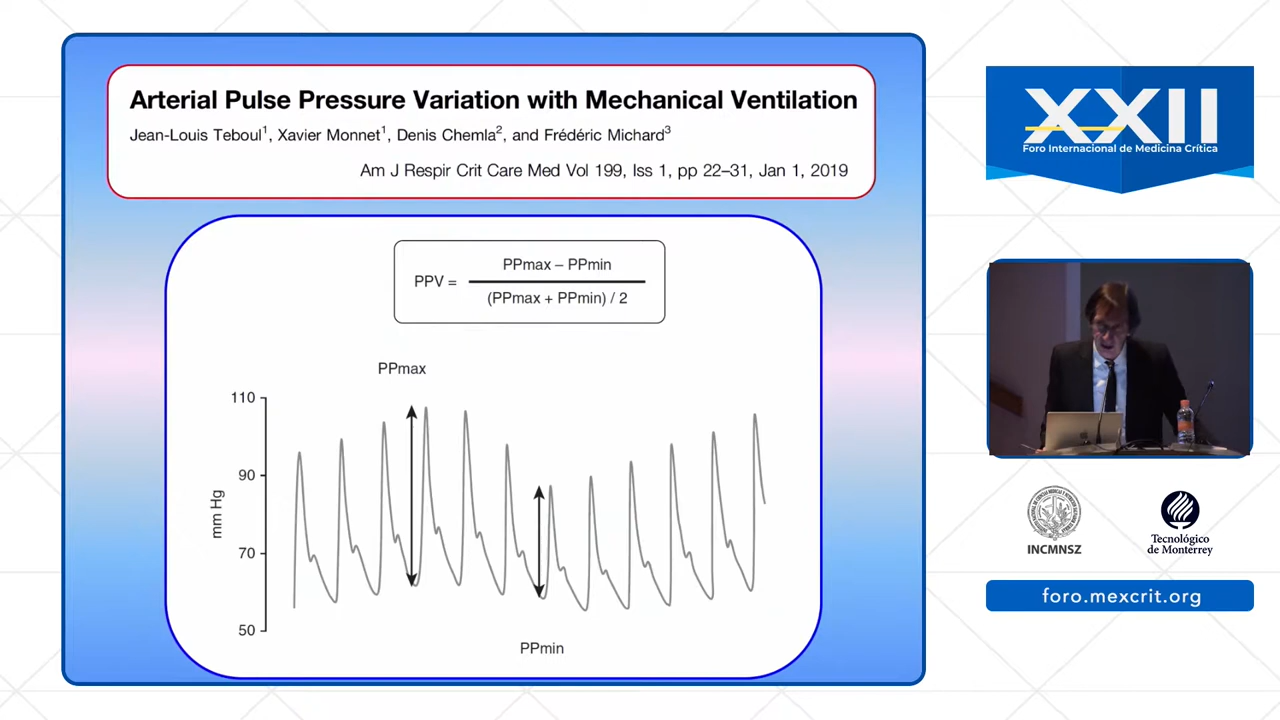 Arterial Pulse Pressure Variation with Mechanical Ventilation
Jean-Louis Teboul1, Xavier Monnet1, Denis Chemla2, and Frédéric Michard3
Am J Respir Crit Care Med Vol 199, Iss 1, pp 22–31, Jan 1, 2019
PPV =
PPmax – PPmin
(PPmax + PPmin) / 2
PPmax
110
90
70
50
mm Hg
PPmin
XXII
Foro Internacional de Medicina Crítica
INCMNSZ
Tecnológico
de Monterrey
foro.mexcrit.org